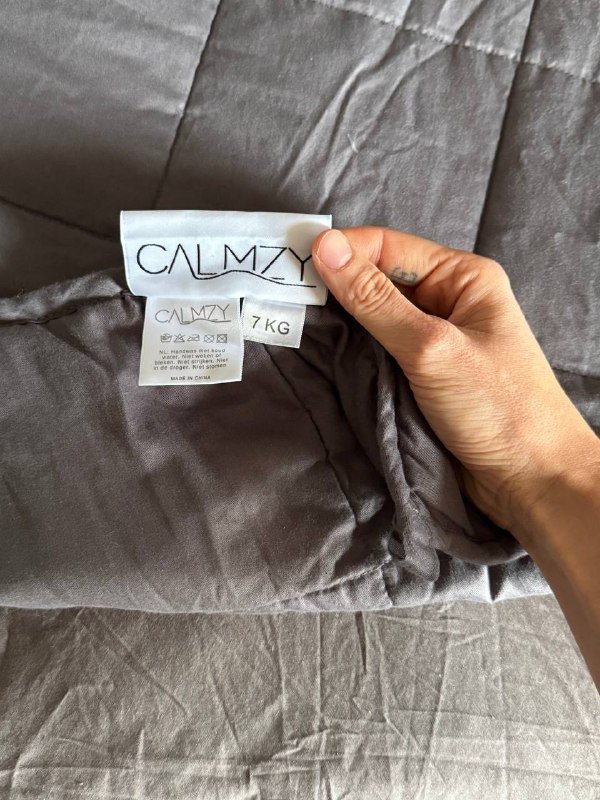 CALMZY
CALMZY
7 KG
NL: Handwas met koud
water. Niet weken of
bleken. Niet strijken. Niet
in de droger. Niet stomen
MADE IN CHINA